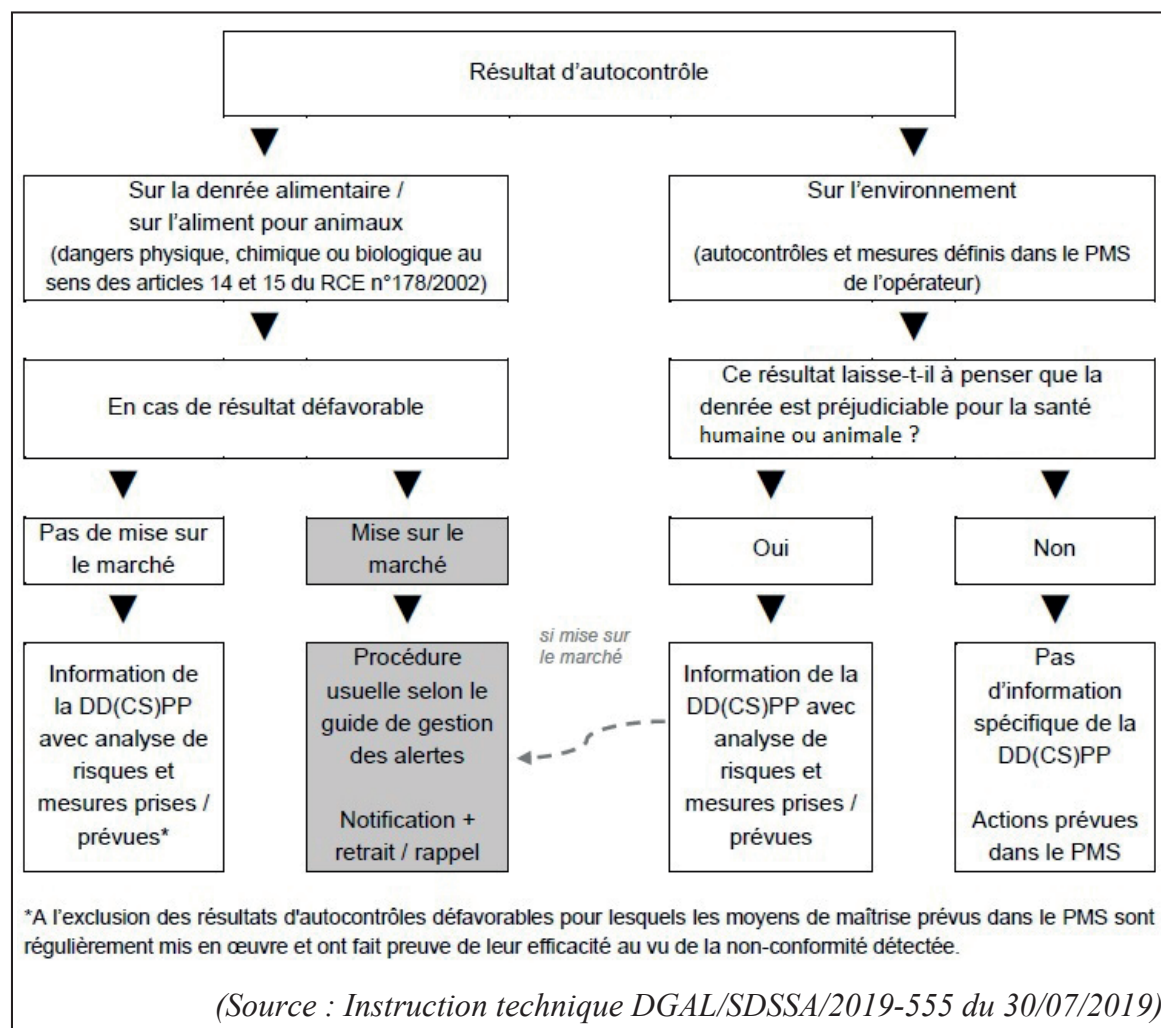 Résultat d’autocontrôle
Sur la denrée alimentaire /
sur l’aliment pour animaux
(dangers physique, chimique ou biologique au
sens des articles 14 et 15 du RCE n°178/2002)
Sur l’environnement
(autocontrôles et mesures définis dans le PMS
de l’opérateur)
En cas de résultat défavorable
Ce résultat laisse-t-il à penser que la
denrée est préjudiciable pour la santé
humaine ou animale ?
Pas de mise sur
le marché
Mise sur le
marché
Oui
Non
Information de
la DD(CS)PP
avec analyse de
risques et
mesures prises /
prévues*
Procédure
usuelle selon le
guide de gestion
des alertes
Notification +
retrait / rappel
si mise sur
le marché
Information de la
DD(CS)PP avec
analyse de
risques et
mesures prises /
prévues
Pas
d’information
spécifique de la
DD(CS)PP
Actions prévues
dans le PMS
*A l’exclusion des résultats d'autocontrôles défavorables pour lesquels les moyens de maîtrise prévus dans le PMS sont
régulièrement mis en œuvre et ont fait preuve de leur efficacité au vu de la non-conformité détectée.
(Source : Instruction technique DGAL/SDSSA/2019-555 du 30/07/2019)